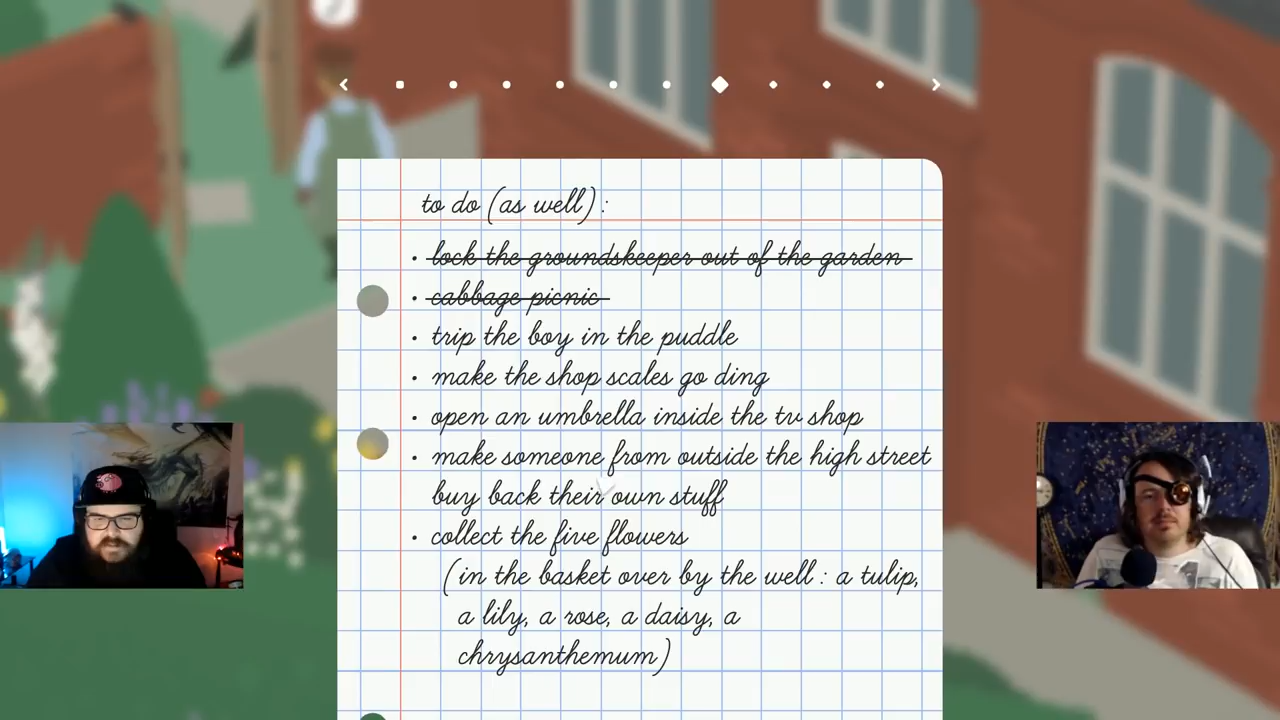 to do (as well) :
• lock the groundskeeper out of the garden
• cabbage picnic
• trip the boy in the puddle
• make the shop scales go ding
• open an umbrella inside the tv shop
• make someone from outside the high street
buy back their own stuff
• collect the five flowers
(in the basket over by the well : a tulip,
a lily, a rose, a daisy, a
chrysanthemum)